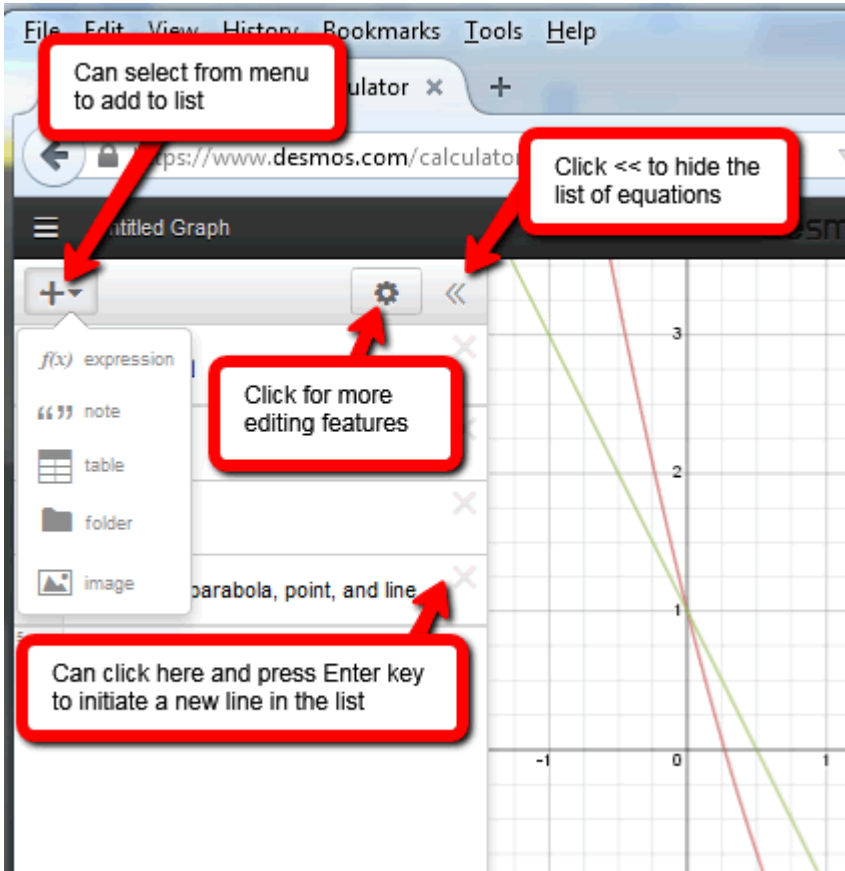 File Edit View History Bookmarks Tools Help
Can select from menu
to add to list
ulator × +
https://www.desmos.com/calculator
Click << to hide the
list of equations
Untitled Graph
desm
f(x) expression
note
table
folder
image
Click for more
editing features
parabola, point, and line
5
Can click here and press Enter key
to initiate a new line in the list
3
2
1
-1 0 1